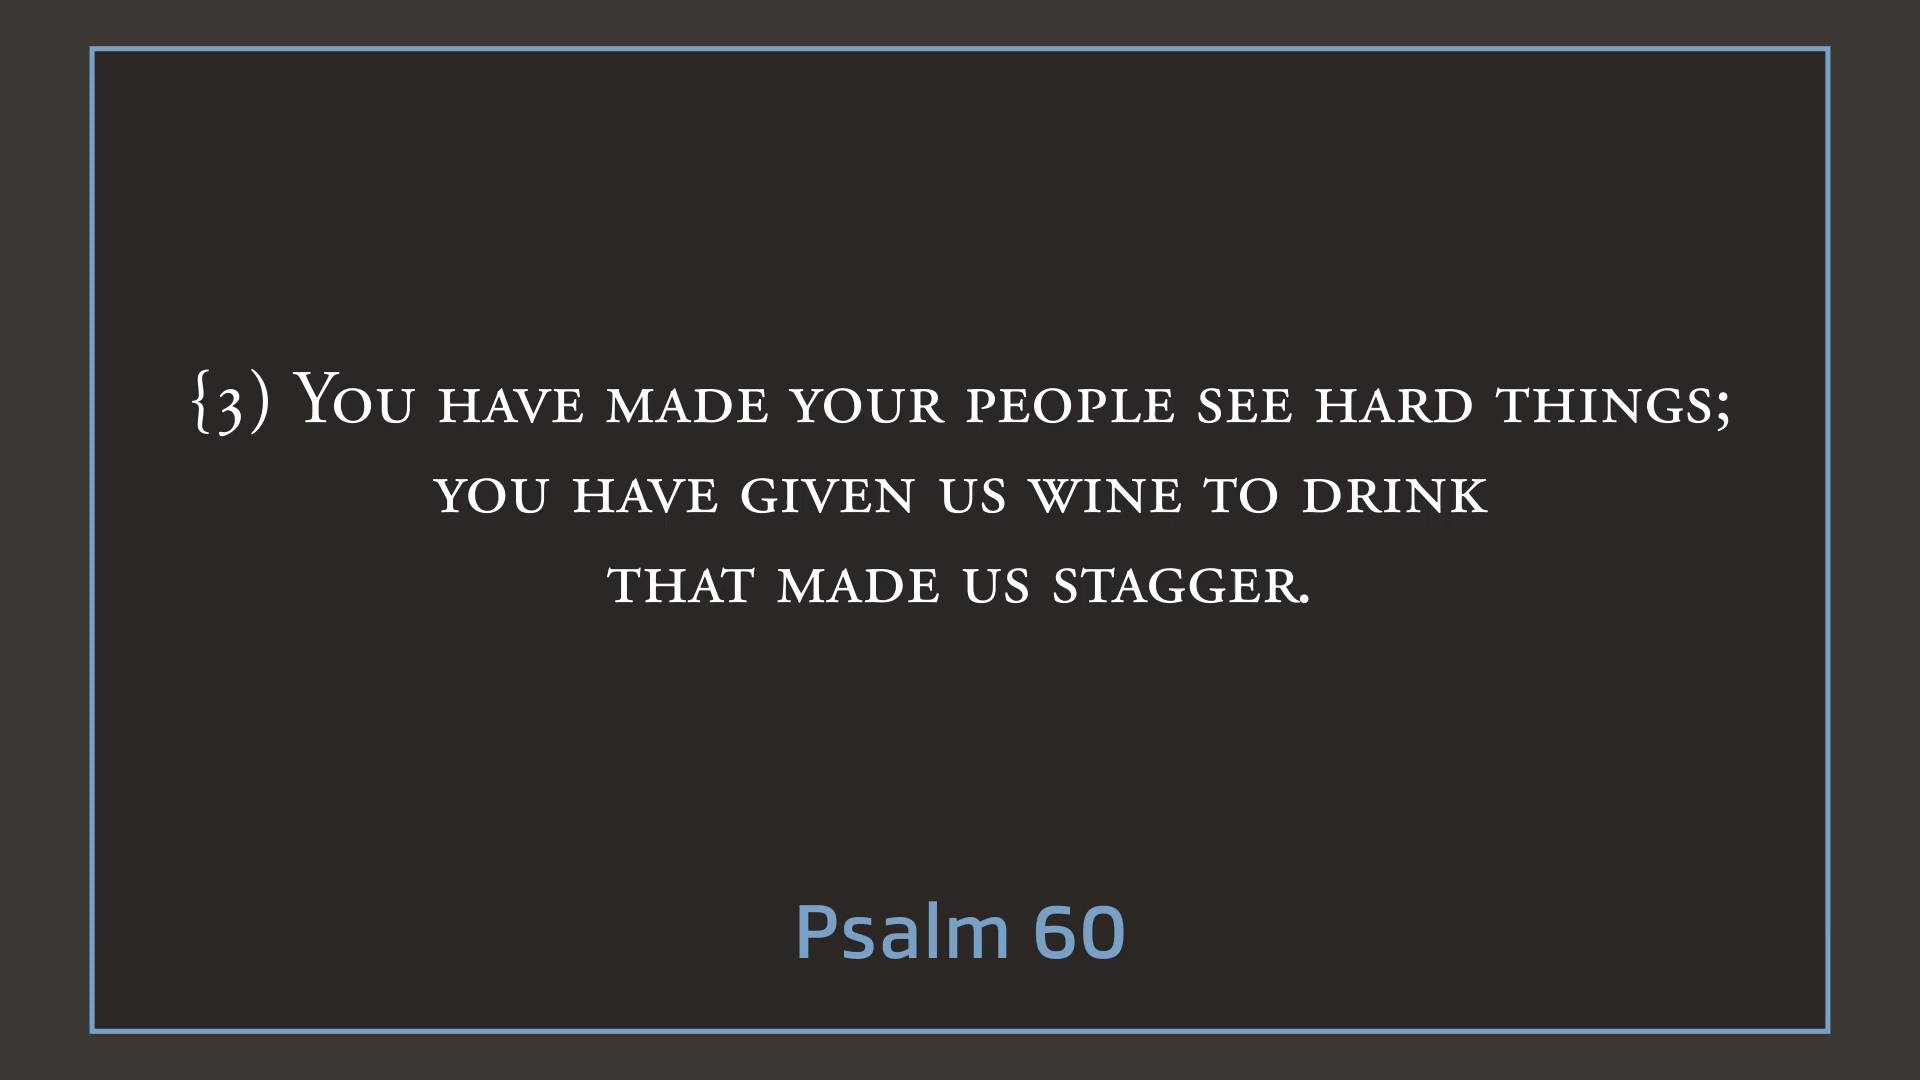 {3) You have made your people see hard things;
you have given us wine to drink
that made us stagger.
Psalm 60